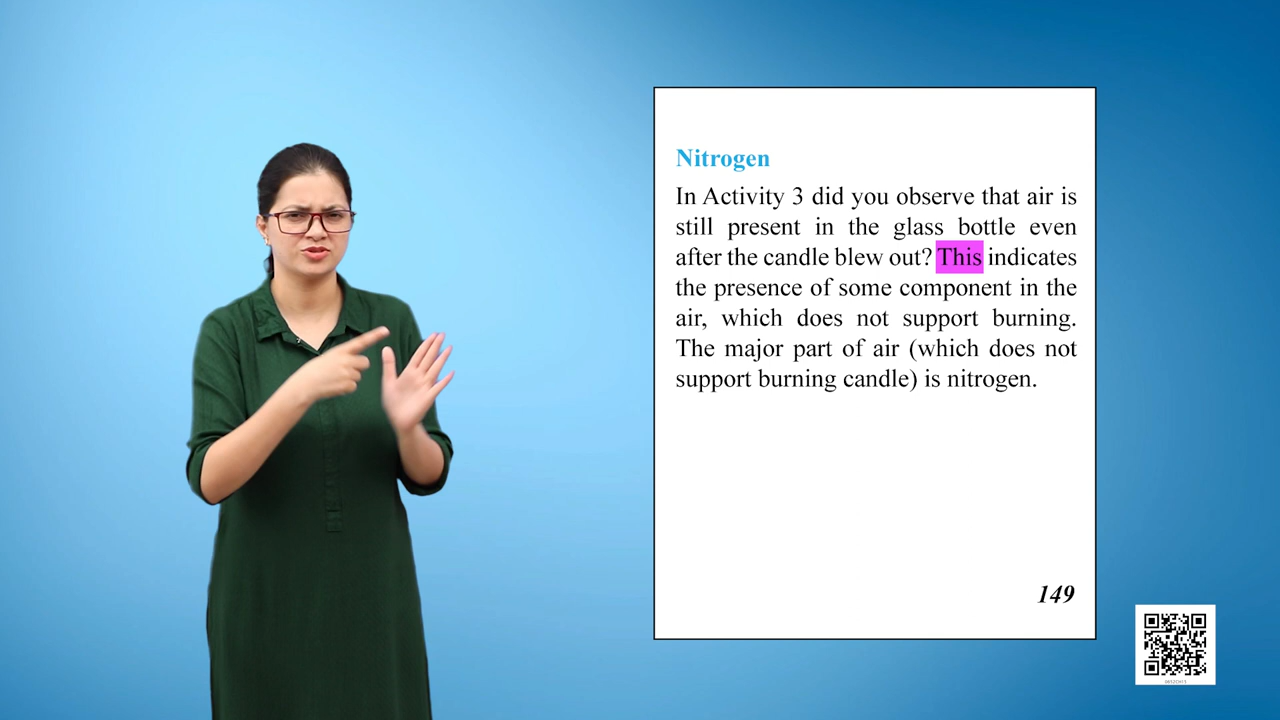 Nitrogen
In Activity 3 did you observe that air is
still present in the glass bottle even
after the candle blew out? This indicates
the presence of some component in the
air, which does not support burning.
The major part of air (which does not
support burning candle) is nitrogen.
149